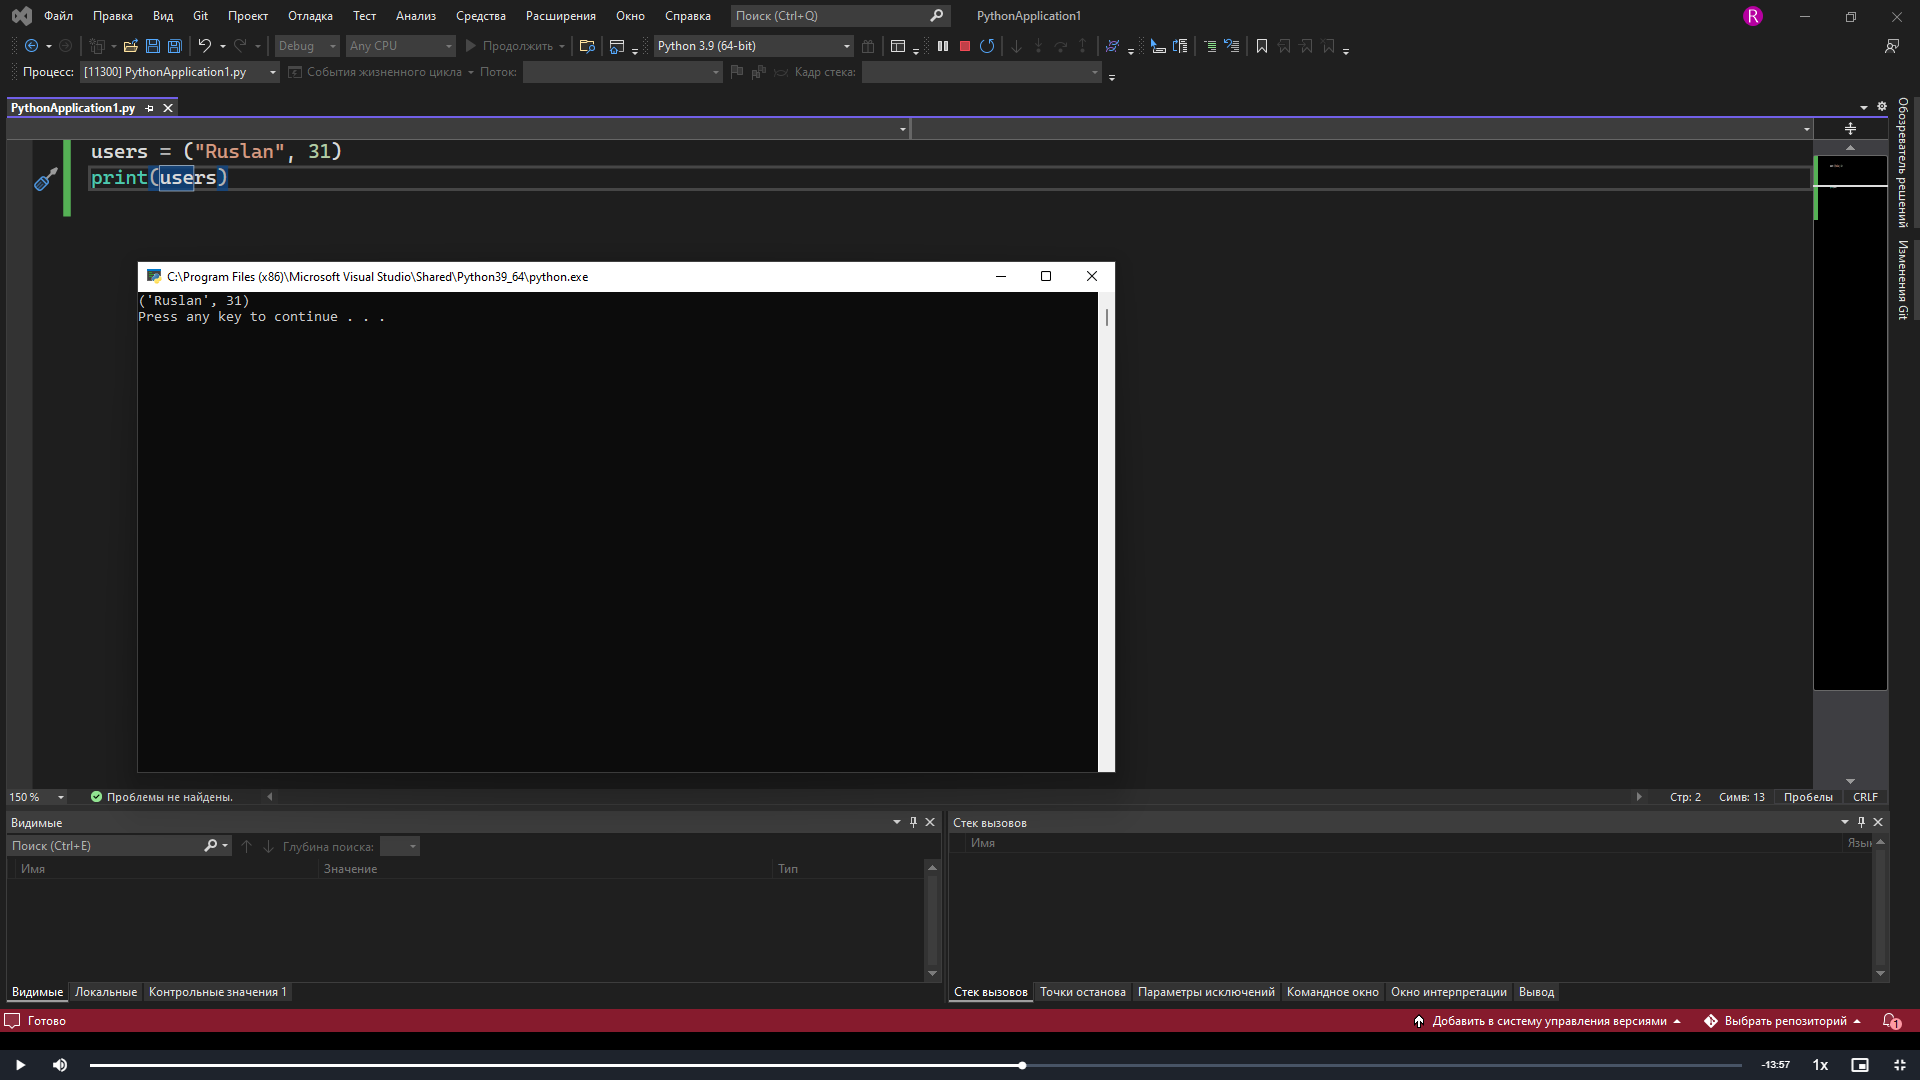 Файл Правка Вид Git Проект Отладка Тест Анализ Средства Расширения Окно Справка Поиск (Ctrl+Q) PythonApplication1 R
Debug Any CPU Продолжить Python 3.9 (64-bit)
Процесс: [11300] PythonApplication1.py События жизненного цикла Поток: Кадр стека:
PythonApplication1.py
Обозреватель решений
Изменения Git
users = ("Ruslan", 31)
print(users)
C:\Program Files (x86)\Microsoft Visual Studio\Shared\Python39_64\python.exe
('Ruslan', 31)
Press any key to continue . . .
150 % Проблемы не найдены. Стр: 2 Симв: 13 Пробелы CRLF
Видимые
Поиск (Ctrl+E) Глубина поиска:
Имя Значение Тип
Видимые Локальные Контрольные значения 1
Стек вызовов
Имя Язык
Стек вызовов Точки останова Параметры исключений Командное окно Окно интерпретации Вывод
Готово Добавить в систему управления версиями Выбрать репозиторий 1
-13:57 1x